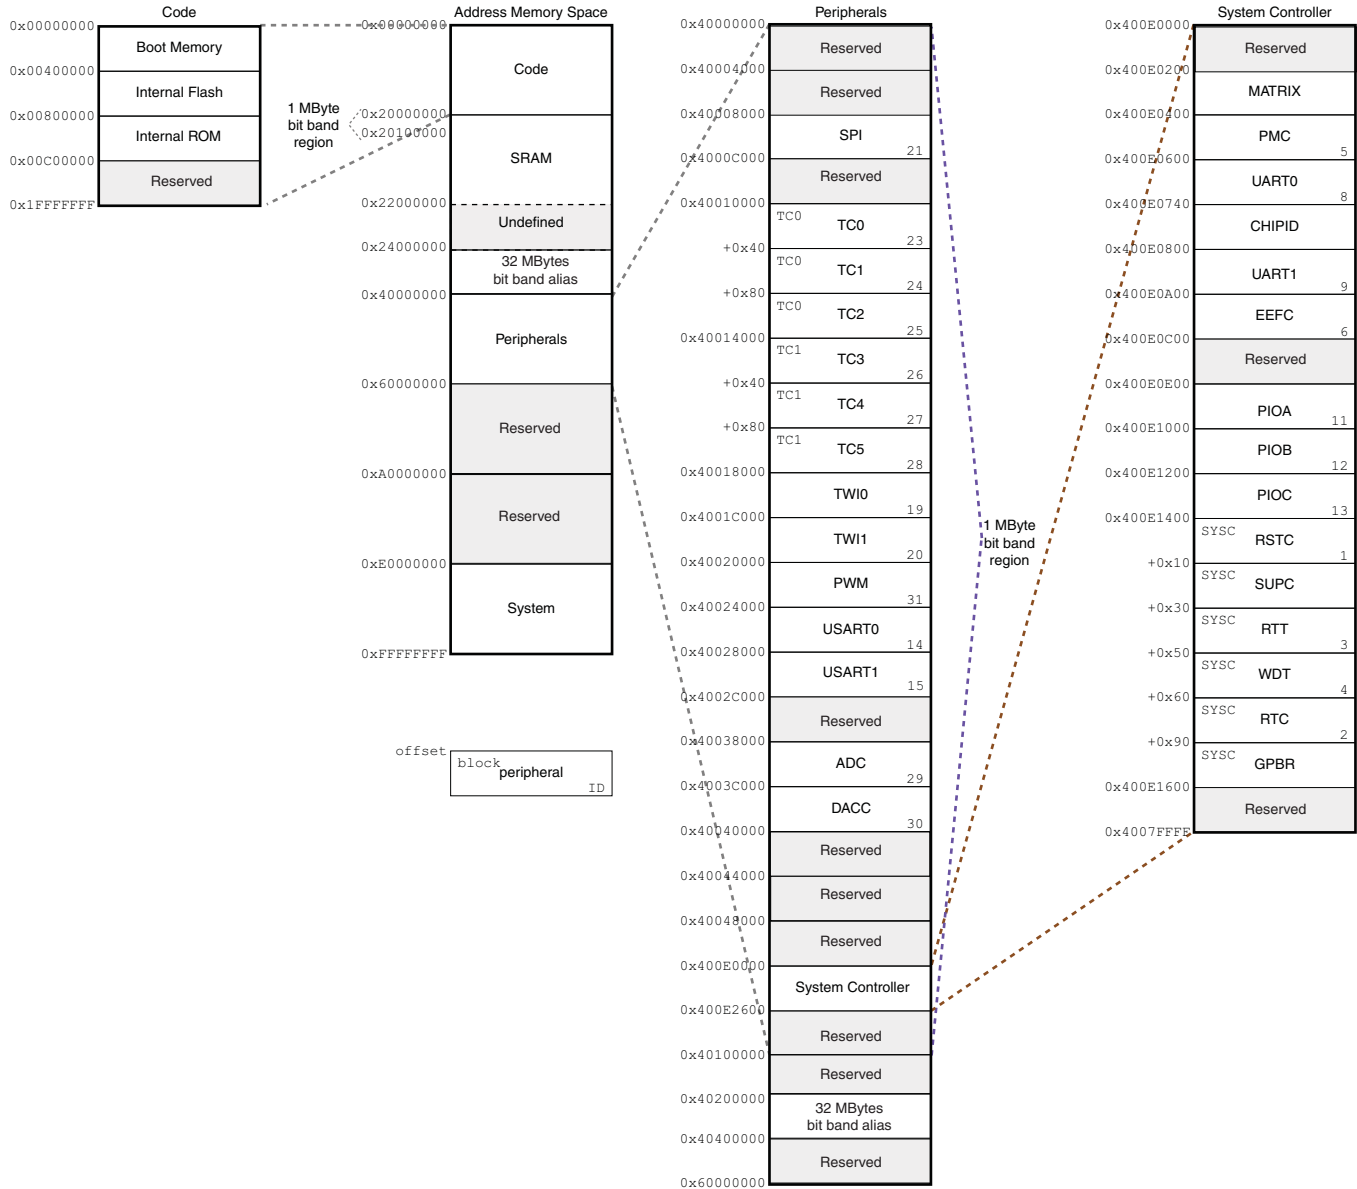 Code
0x00000000
Boot Memory
0x00400000
Internal Flash
0x00800000
Internal ROM
0x00C00000
Reserved
0x1FFFFFFF
1 MByte
bit band
region
Address Memory Space
0x00000000
Code
0x20000000
0x20100000
SRAM
0x22000000
Undefined
0x24000000
32 MBytes
bit band alias
0x40000000
Peripherals
0x60000000
Reserved
0xA0000000
Reserved
0xE0000000
System
0xFFFFFFFF
offset
block
peripheral
ID
Peripherals
0x40000000
Reserved
0x40004000
Reserved
0x40008000
SPI
21
0x4000C000
Reserved
0x40010000
TC0
TC0
23
+0x40
TC0
TC1
24
+0x80
TC0
TC2
25
0x40014000
TC1
TC3
26
+0x40
TC1
TC4
27
+0x80
TC1
TC5
28
0x40018000
TWI0
19
0x4001C000
TWI1
20
0x40020000
PWM
31
0x40024000
USART0
14
0x40028000
USART1
15
0x4002C000
Reserved
0x40038000
ADC
29
0x4003C000
DACC
30
0x40040000
Reserved
0x40044000
Reserved
0x40048000
Reserved
0x400E0000
System Controller
0x400E2600
Reserved
0x40100000
Reserved
0x40200000
32 MBytes
bit band alias
0x40400000
Reserved
0x60000000
1 MByte
bit band
region
System Controller
0x400E0000
Reserved
0x400E0200
MATRIX
0x400E0400
PMC
5
0x400E0600
UART0
8
0x400E0740
CHIPID
0x400E0800
UART1
9
0x400E0A00
EEFC
6
0x400E0C00
Reserved
0x400E0E00
PIOA
11
0x400E1000
PIOB
12
0x400E1200
PIOC
13
0x400E1400
SYSC
RSTC
1
+0x10
SYSC
SUPC
+0x30
SYSC
RTT
3
+0x50
SYSC
WDT
4
+0x60
SYSC
RTC
2
+0x90
SYSC
GPBR
0x400E1600
Reserved
0x4007FFFF